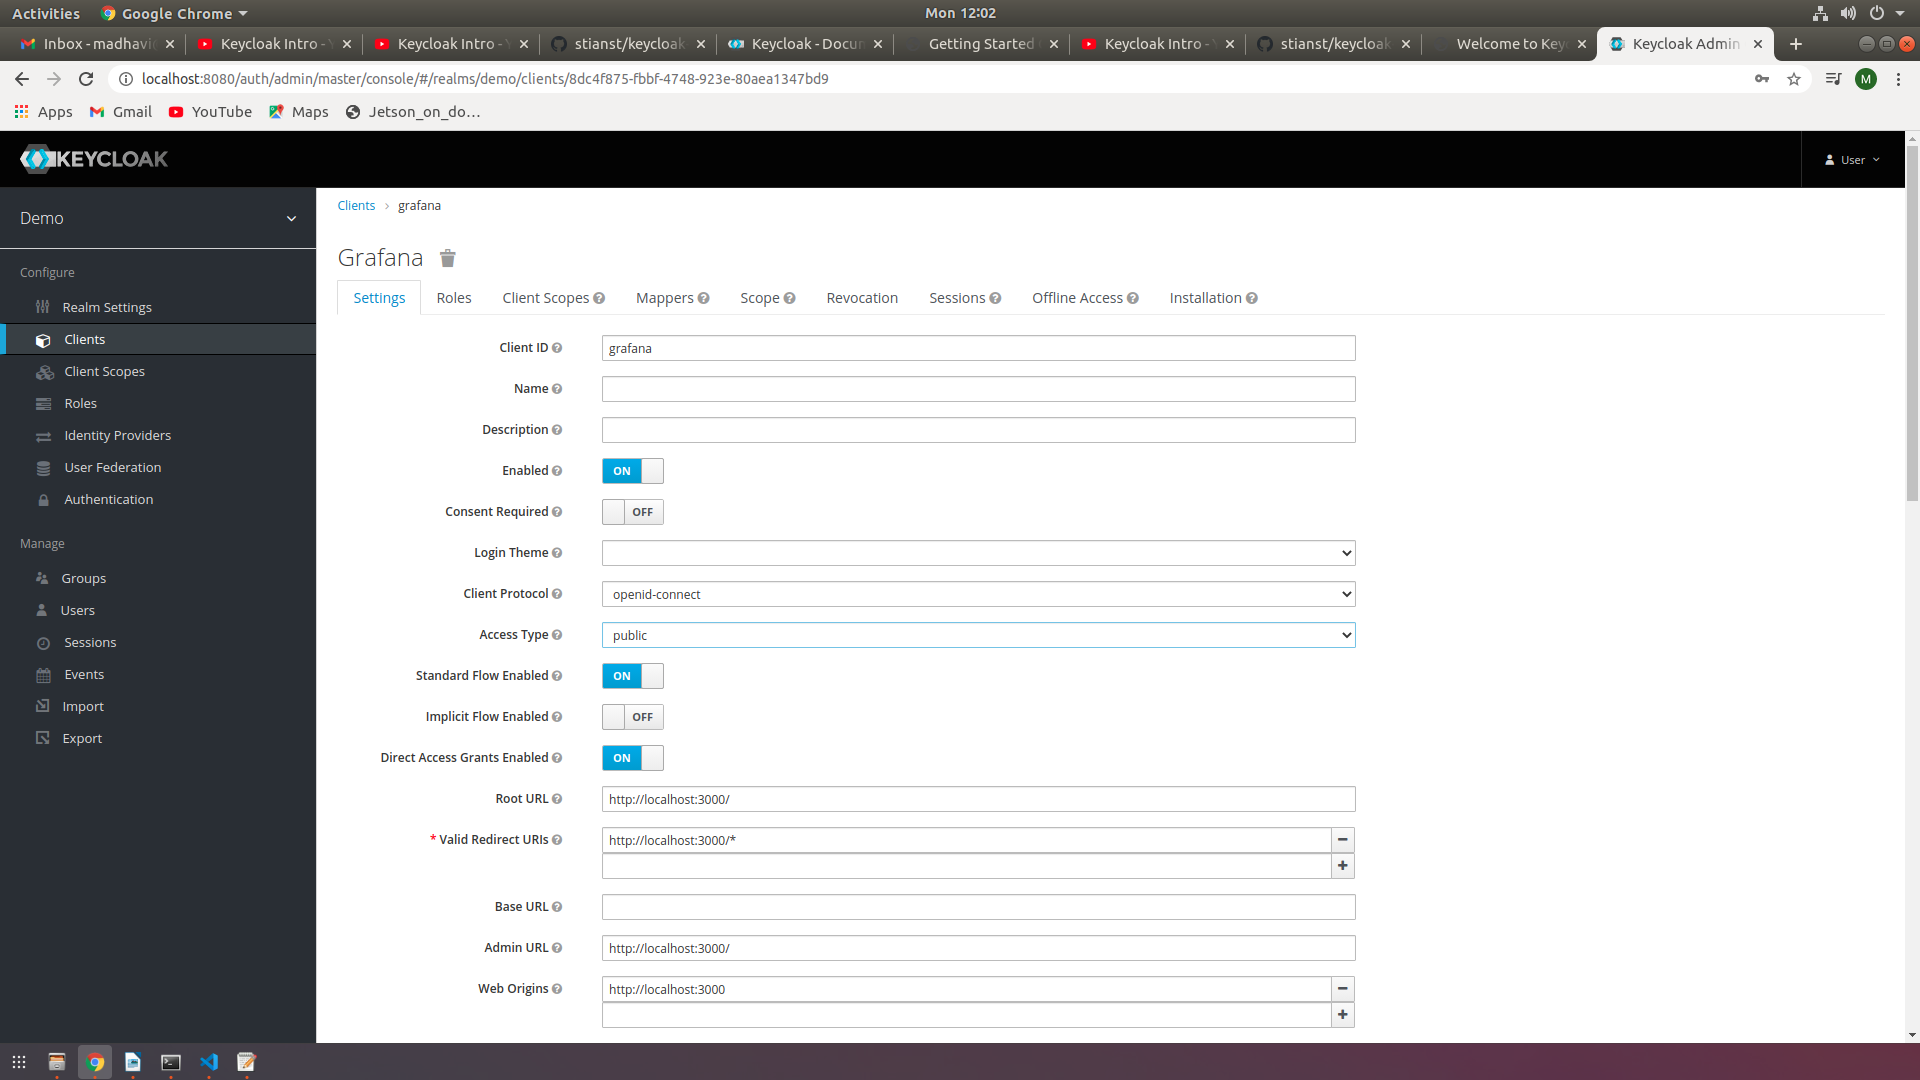 Activities Google Chrome Mon 12:02
Inbox - madhavi Keycloak Intro - Keycloak Intro - stianst/keycloak Keycloak - Docum Getting Started Keycloak Intro - stianst/keycloak Welcome to Key Keycloak Admin
localhost:8080/auth/admin/master/console/#/realms/demo/clients/8dc4f875-fbbf-4748-923e-80aea1347bd9 M
Apps Gmail YouTube Maps Jetson_on_do...
KEYCLOAK User
Demo
Configure
Realm Settings
Clients
Client Scopes
Roles
Identity Providers
User Federation
Authentication
Manage
Groups
Users
Sessions
Events
Import
Export
Clients > grafana
Grafana
Settings Roles Client Scopes Mappers Scope Revocation Sessions Offline Access Installation
Client ID grafana
Name
Description
Enabled ON
Consent Required OFF
Login Theme
Client Protocol openid-connect
Access Type public
Standard Flow Enabled ON
Implicit Flow Enabled OFF
Direct Access Grants Enabled ON
Root URL http://localhost:3000/
* Valid Redirect URIs http://localhost:3000/*
Base URL
Admin URL http://localhost:3000/
Web Origins http://localhost:3000